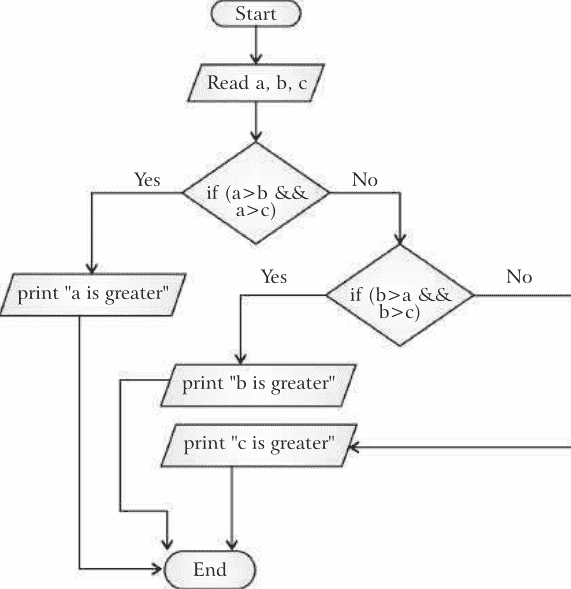 Start
Read a, b, c
Yes
No
if (a>b &&
a>c)
Yes
No
print "a is greater"
if (b>a &&
b>c)
print "b is greater"
print "c is greater"
End